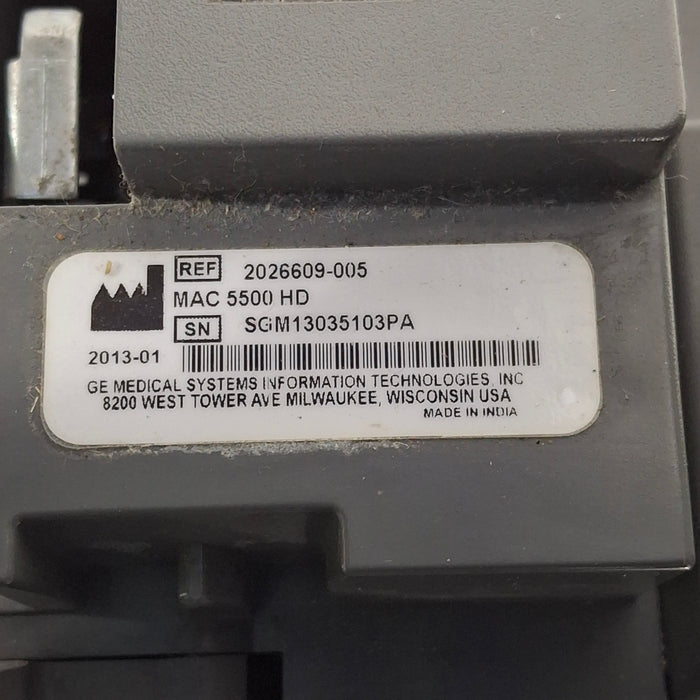 REF 2026609-005
MAC 5500 HD
SN SGM13035103PA
2013-01
GE MEDICAL SYSTEMS INFORMATION TECHNOLOGIES, INC
8200 WEST TOWER AVE MILWAUKEE, WISCONSIN USA
MADE IN INDIA